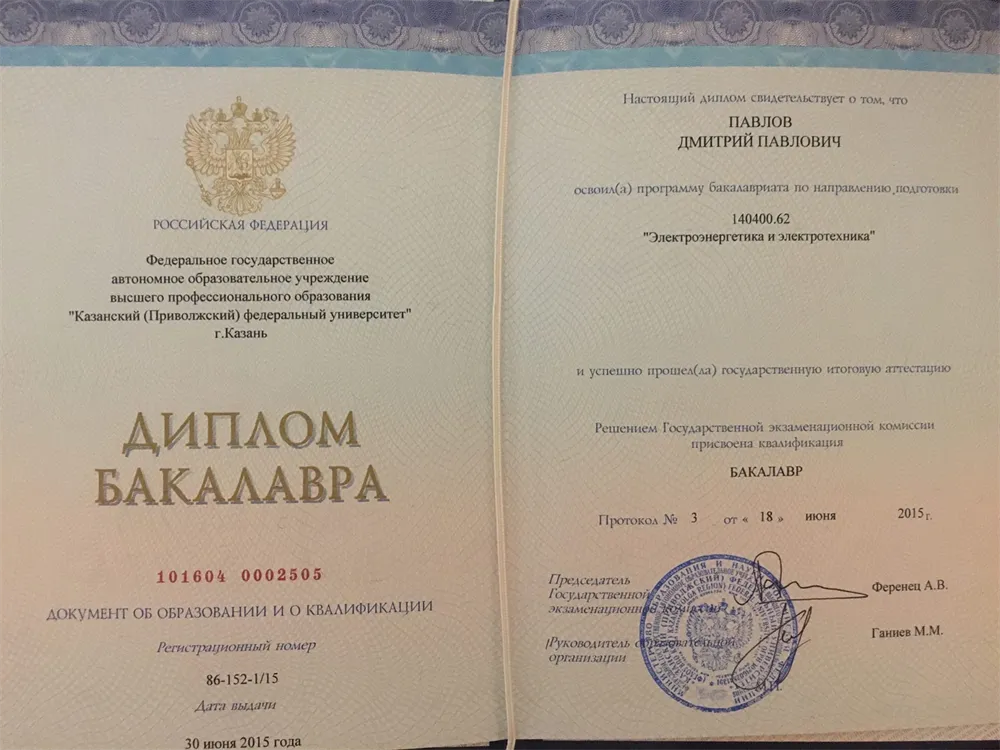 РОССИЙСКАЯ ФЕДЕРАЦИЯ
Федеральное государственное
автономное образовательное учреждение
высшего профессионального образования
"Казанский (Приволжский) федеральный университет"
г.Казань
ДИПЛОМ
БАКАЛАВРА
101604 0002505
ДОКУМЕНТ ОБ ОБРАЗОВАНИИ И О КВАЛИФИКАЦИИ
Регистрационный номер
86-152-1/15
Дата выдачи
30 июня 2015 года
Настоящий диплом свидетельствует о том, что
ПАВЛОВ
ДМИТРИЙ ПАВЛОВИЧ
освоил(а) программу бакалавриата по направлению подготовки
140400.62
"Электроэнергетика и электротехника"
и успешно прошел(ла) государственную итоговую аттестацию
Решением Государственной экзаменационной комиссии
присвоена квалификация
БАКАЛАВР
Протокол № 3 от « 18 » июня 2015 г.
Председатель
Государственной
экзаменационной комиссии
Ференец А.В.
Руководитель образовательной
организации
Ганиев М.М.
М.П.